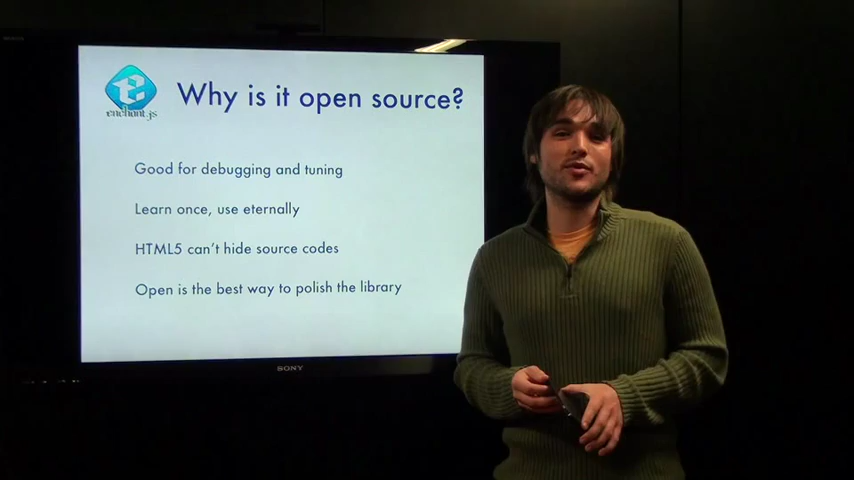 Why is it open source?
enchant.js
Good for debugging and tuning
Learn once, use eternally
HTML5 can't hide source codes
Open is the best way to polish the library
SONY